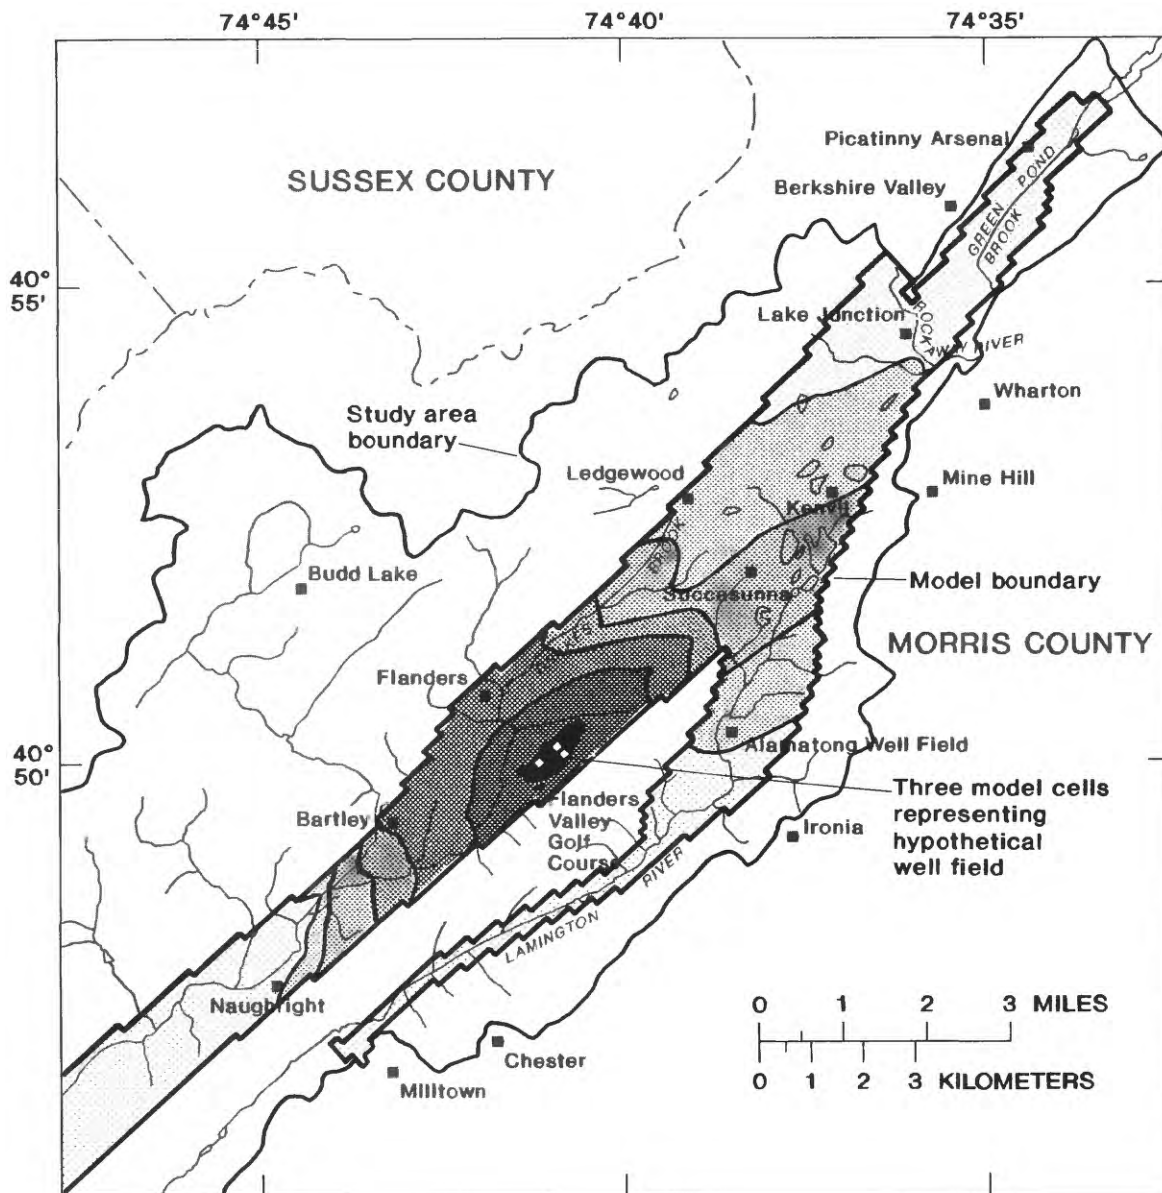 74°45'
74°40'
74°35'
Picatinny Arsenal
SUSSEX COUNTY
Berkshire Valley
GREEN POND
BROOK
40°
55'
Lake Junction
ROCKAWAY RIVER
Wharton
Study area
boundary
Ledgewood
Mine Hill
Kenvil
BROOK
Budd Lake
Model boundary
Succasunna
MORRIS COUNTY
Flanders
Alamatong Well Field
40°
50'
Three model cells
representing
hypothetical
well field
Flanders
Valley
Golf
Course
Bartley
Ironia
RIVER
LAMINGTON
Naughright
0 1 2 3 MILES
Chester
0 1 2 3 KILOMETERS
Milltown